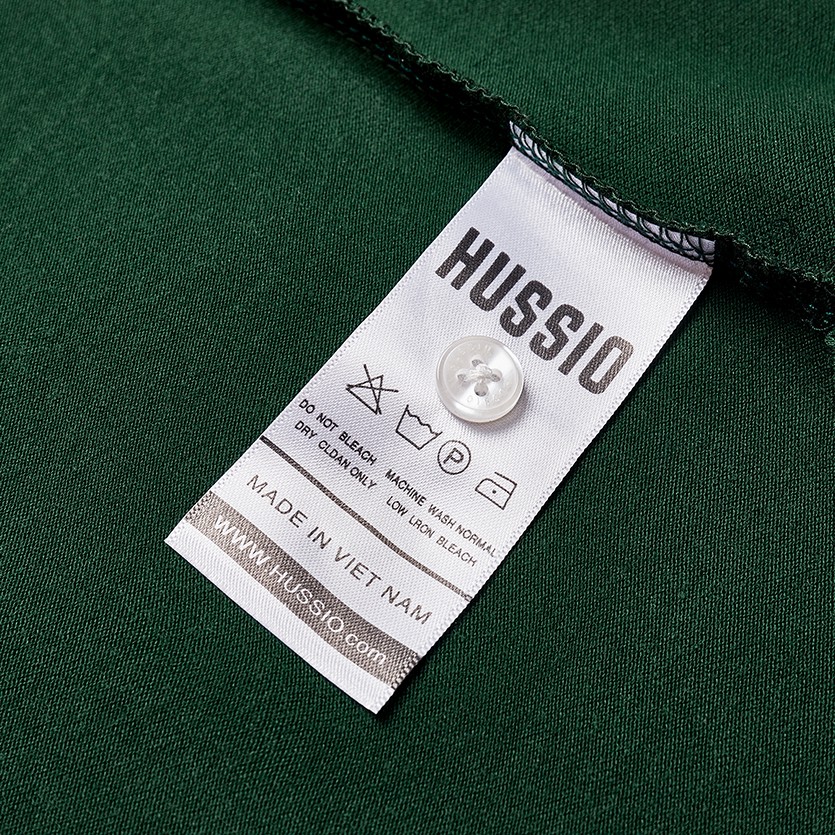 HUSSIO
P
DO NOT BLEACH MACHINE WASH NORMAL
DRY CLDAN ONLY LOW LRON BLEACH
MADE IN VIET NAM
WWW.HUSSIO.com